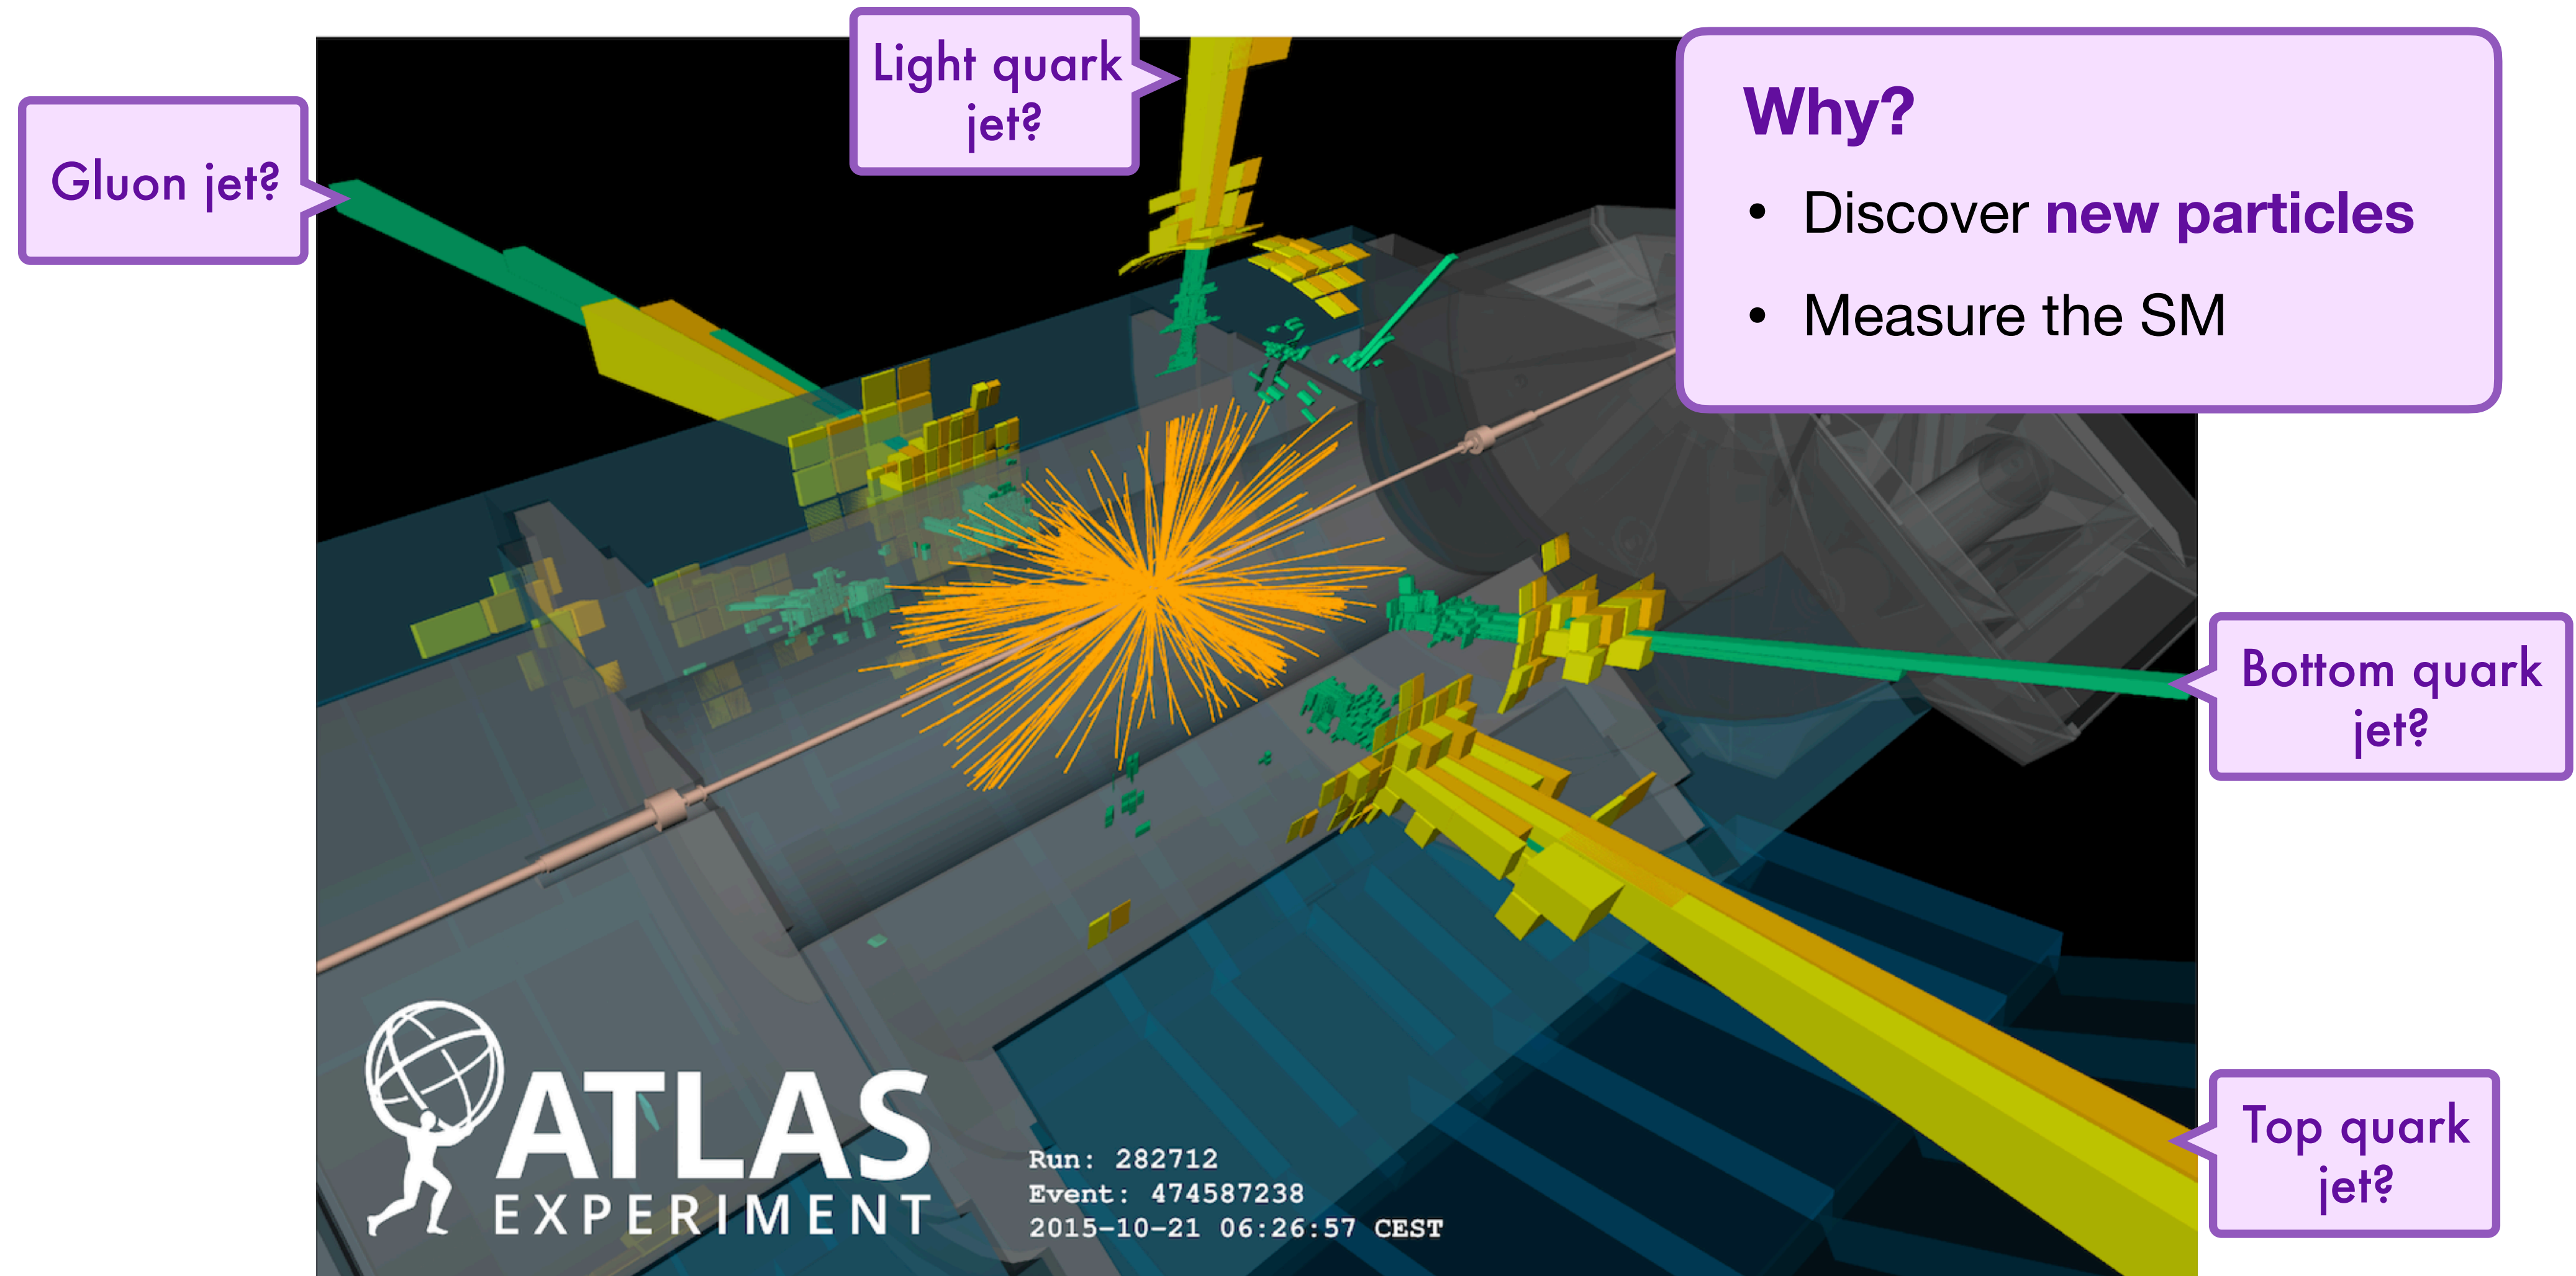 Light quark
jet?
Gluon jet?
Why?
• Discover new particles
• Measure the SM
Bottom quark
jet?
Top quark
jet?
ATLAS
EXPERIMENT
Run: 282712
Event: 474587238
2015-10-21 06:26:57 CEST